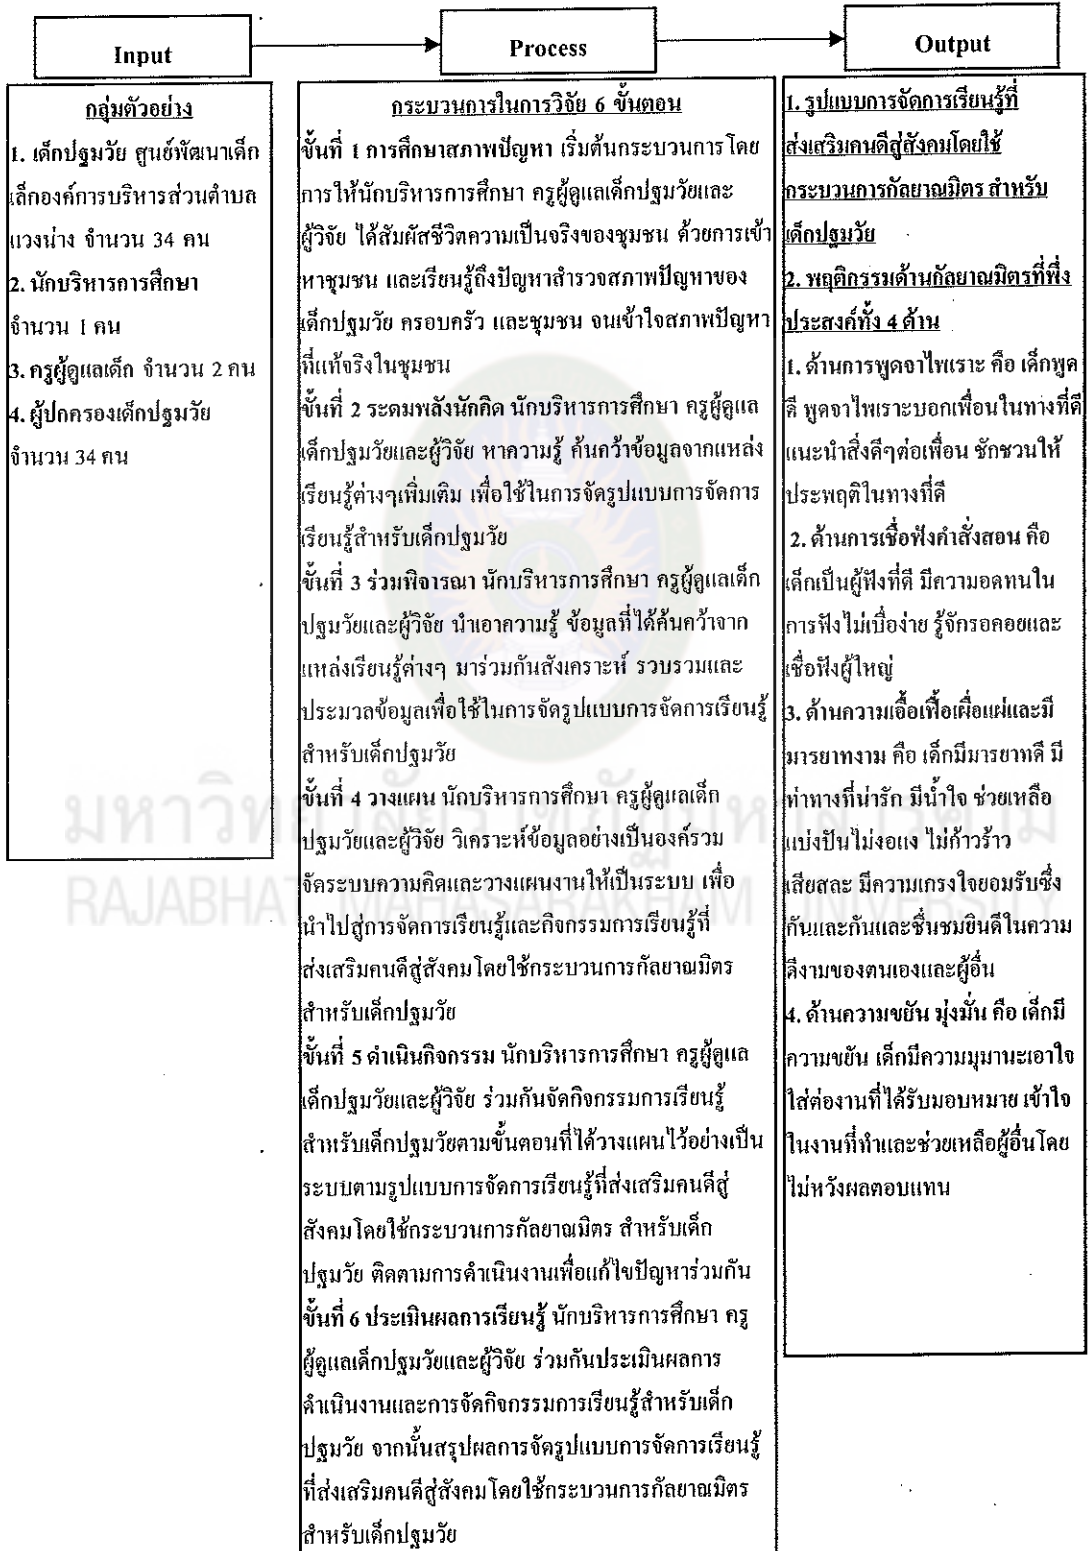 Input
Process
Output
กลุ่มตัวอย่าง
1. เด็กปฐมวัย ศูนย์พัฒนาเด็ก
เล็กองค์การบริหารส่วนตำบล
แวงน่าง จำนวน 34 คน
2. นักบริหารการศึกษา
จำนวน 1 คน
3. ครูผู้ดูแลเด็ก จำนวน 2 คน
4. ผู้ปกครองเด็กปฐมวัย
จำนวน 34 คน
กระบวนการในการวิจัย 6 ขั้นตอน
ขั้นที่ 1 การศึกษาสภาพปัญหา เริ่มต้นกระบวนการโดย
การให้นักบริหารการศึกษา ครูผู้ดูแลเด็กปฐมวัยและ
ผู้วิจัย ได้สัมผัสชีวิตความเป็นจริงของชุมชน ด้วยการเข้า
หาชุมชน และเรียนรู้ถึงปัญหาสำรวจสภาพปัญหาของ
เด็กปฐมวัย ครอบครัว และชุมชน จนเข้าใจสภาพปัญหา
ที่แท้จริงในชุมชน
ขั้นที่ 2 ระดมพลังนักคิด นักบริหารการศึกษา ครูผู้ดูแล
เด็กปฐมวัยและผู้วิจัย หาความรู้ ค้นคว้าข้อมูลจากแหล่ง
เรียนรู้ต่างๆเพิ่มเติม เพื่อใช้ในการจัดรูปแบบการจัดการ
เรียนรู้สำหรับเด็กปฐมวัย
ขั้นที่ 3 ร่วมพิจารณา นักบริหารการศึกษา ครูผู้ดูแลเด็ก
ปฐมวัยและผู้วิจัย นำเอาความรู้ ข้อมูลที่ได้ค้นคว้าจาก
แหล่งเรียนรู้ต่างๆ มาร่วมกันสังเคราะห์ รวบรวมและ
ประมวลข้อมูลเพื่อใช้ในการจัดรูปแบบการจัดการเรียนรู้
สำหรับเด็กปฐมวัย
ขั้นที่ 4 วางแผน นักบริหารการศึกษา ครูผู้ดูแลเด็ก
ปฐมวัยและผู้วิจัย วิเคราะห์ข้อมูลอย่างเป็นองค์รวม
จัดระบบความคิดและวางแผนงานให้เป็นระบบ เพื่อ
นำไปสู่การจัดการเรียนรู้และกิจกรรมการเรียนรู้ที่
ส่งเสริมคนดีสู่สังคมโดยใช้กระบวนการกัลยาณมิตร
สำหรับเด็กปฐมวัย
ขั้นที่ 5 ดำเนินกิจกรรม นักบริหารการศึกษา ครูผู้ดูแล
เด็กปฐมวัยและผู้วิจัย ร่วมกันจัดกิจกรรมการเรียนรู้
สำหรับเด็กปฐมวัยตามขั้นตอนที่ได้วางแผนไว้อย่างเป็น
ระบบตามรูปแบบการจัดการเรียนรู้ที่ส่งเสริมคนดีสู่
สังคมโดยใช้กระบวนการกัลยาณมิตร สำหรับเด็ก
ปฐมวัย ติดตามการดำเนินงานเพื่อแก้ไขปัญหาร่วมกัน
ขั้นที่ 6 ประเมินผลการเรียนรู้ นักบริหารการศึกษา ครู
ผู้ดูแลเด็กปฐมวัยและผู้วิจัย ร่วมกันประเมินผลการ
ดำเนินงานและการจัดกิจกรรมการเรียนรู้สำหรับเด็ก
ปฐมวัย จากนั้นสรุปผลการจัดรูปแบบการจัดการเรียนรู้
ที่ส่งเสริมคนดีสู่สังคมโดยใช้กระบวนการกัลยาณมิตร
สำหรับเด็กปฐมวัย
1. รูปแบบการจัดการเรียนรู้ที่
ส่งเสริมคนดีสู่สังคมโดยใช้
กระบวนการกัลยาณมิตร สำหรับ
เด็กปฐมวัย
2. พฤติกรรมด้านกัลยาณมิตรที่พึง
ประสงค์ทั้ง 4 ด้าน
1. ด้านการพูดจาไพเราะ คือ เด็กพูด
ดี พูดจาไพเราะบอกเพื่อนในทางที่ดี
แนะนำสิ่งดีๆต่อเพื่อน ชักชวนให้
ประพฤติในทางที่ดี
2. ด้านการเชื่อฟังคำสั่งสอน คือ
เด็กเป็นผู้ฟังที่ดี มีความอดทนใน
การฟังไม่เบื่อง่าย รู้จักรอคอยและ
เชื่อฟังผู้ใหญ่
3. ด้านความเอื้อเฟื้อเผื่อแผ่และมี
มารยาทงาม คือ เด็กมีมารยาทดี มี
ท่าทางที่น่ารัก มีน้ำใจ ช่วยเหลือ
แบ่งปันไม่งอแง ไม่ก้าวร้าว
เสียสละ มีความเกรงใจยอมรับซึ่ง
กันและกันและชื่นชมยินดีในความ
ดีงามของตนเองและผู้อื่น
4. ด้านความขยัน มุ่งมั่น คือ เด็กมี
ความขยัน เด็กมีความมุมานะเอาใจ
ใส่ต่องานที่ได้รับมอบหมาย เข้าใจ
ในงานที่ทำและช่วยเหลือผู้อื่นโดย
ไม่หวังผลตอบแทน
มหาวิทยาลัยราชภัฏมหาสารคาม
RAJABHAT MAHASARAKHAM UNIVERSITY